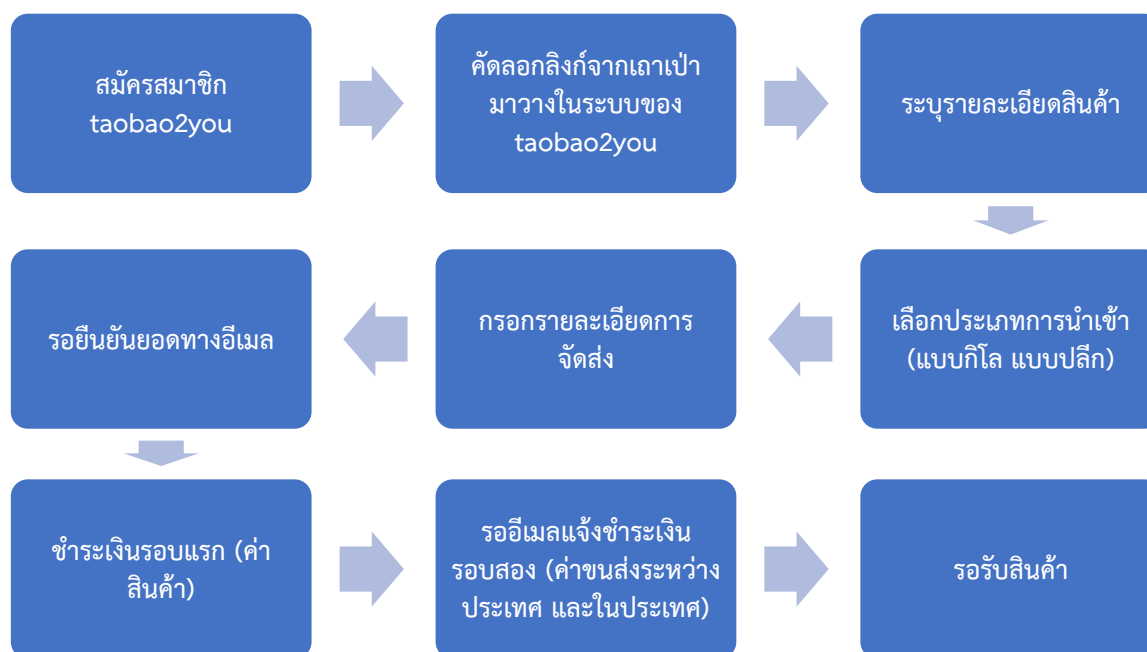 สมัครสมาชิก
taobao2you
คัดลอกลิงก์จากเถาเป่า
มาวางในระบบของ
taobao2you
ระบุรายละเอียดสินค้า
เลือกประเภทการนำเข้า
(แบบกิโล แบบปลีก)
กรอกรายละเอียดการ
จัดส่ง
รอยืนยันยอดทางอีเมล
ชำระเงินรอบแรก (ค่า
สินค้า)
รออีเมลแจ้งชำระเงิน
รอบสอง (ค่าขนส่งระหว่าง
ประเทศ และในประเทศ)
รอรับสินค้า